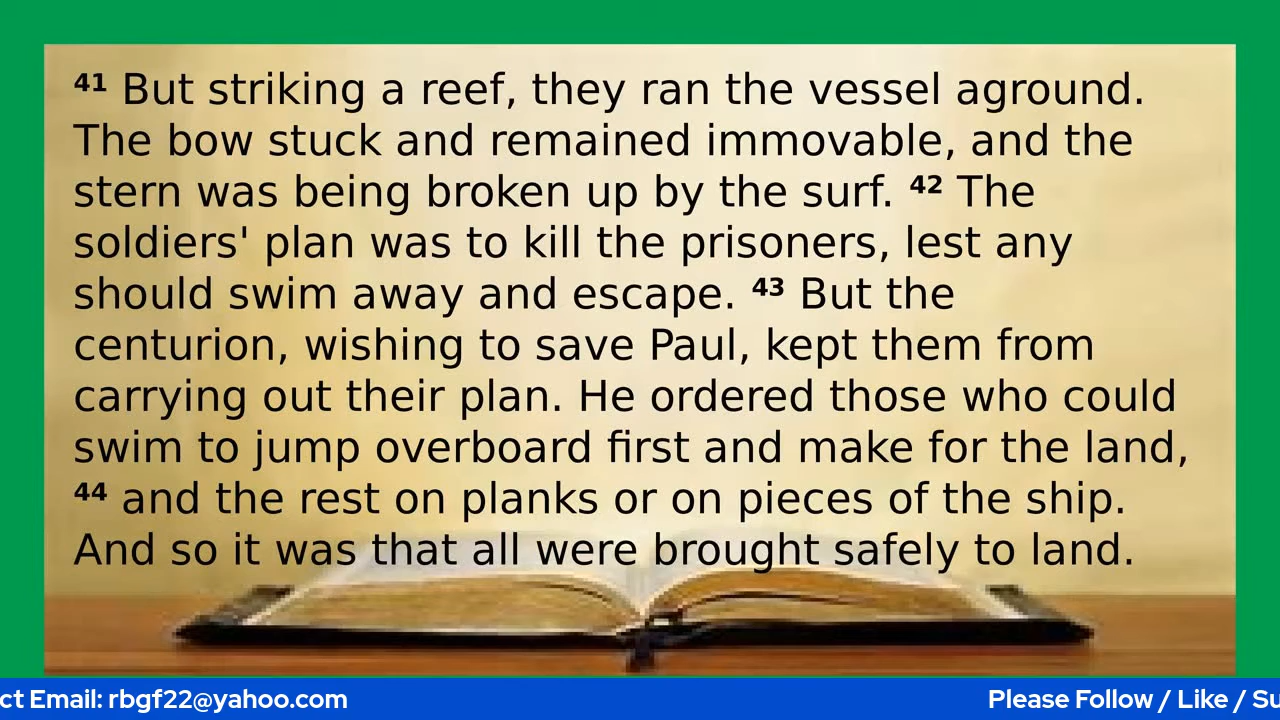 41 But striking a reef, they ran the vessel aground.
The bow stuck and remained immovable, and the
stern was being broken up by the surf. 42 The
soldiers' plan was to kill the prisoners, lest any
should swim away and escape. 43 But the
centurion, wishing to save Paul, kept them from
carrying out their plan. He ordered those who could
swim to jump overboard first and make for the land,
44 and the rest on planks or on pieces of the ship.
And so it was that all were brought safely to land.
ct Email: rbgf22@yahoo.com Please Follow / Like / Su